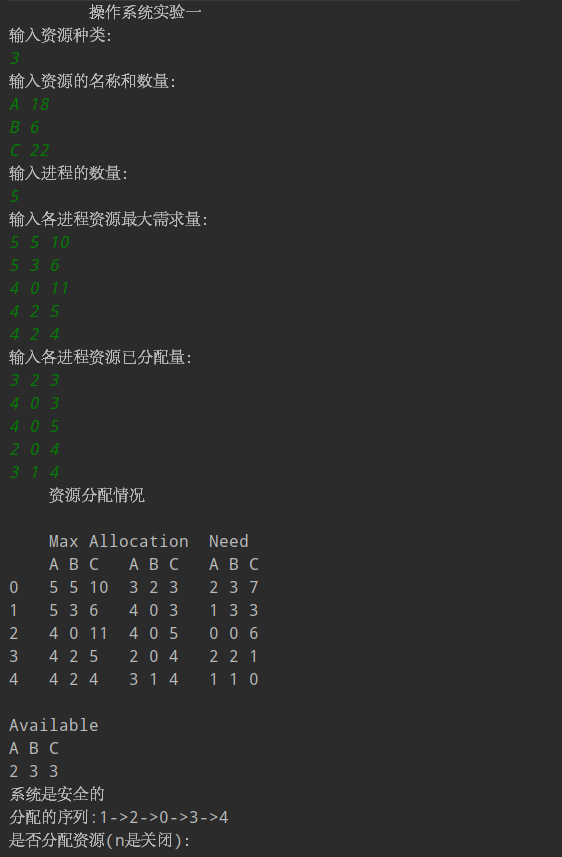 操作系统实验一
输入资源种类:
3
输入资源的名称和数量:
A 18
B 6
C 22
输入进程的数量:
5
输入各进程资源最大需求量:
5 5 10
5 3 6
4 0 11
4 2 5
4 2 4
输入各进程资源已分配量:
3 2 3
4 0 3
4 0 5
2 0 4
3 1 4
资源分配情况
Max Allocation Need
A B C A B C A B C
0 5 5 10 3 2 3 2 3 7
1 5 3 6 4 0 3 1 3 3
2 4 0 11 4 0 5 0 0 6
3 4 2 5 2 0 4 2 2 1
4 4 2 4 3 1 4 1 1 0
Available
A B C
2 3 3
系统是安全的
分配的序列:1->2->0->3->4
是否分配资源(n是关闭):